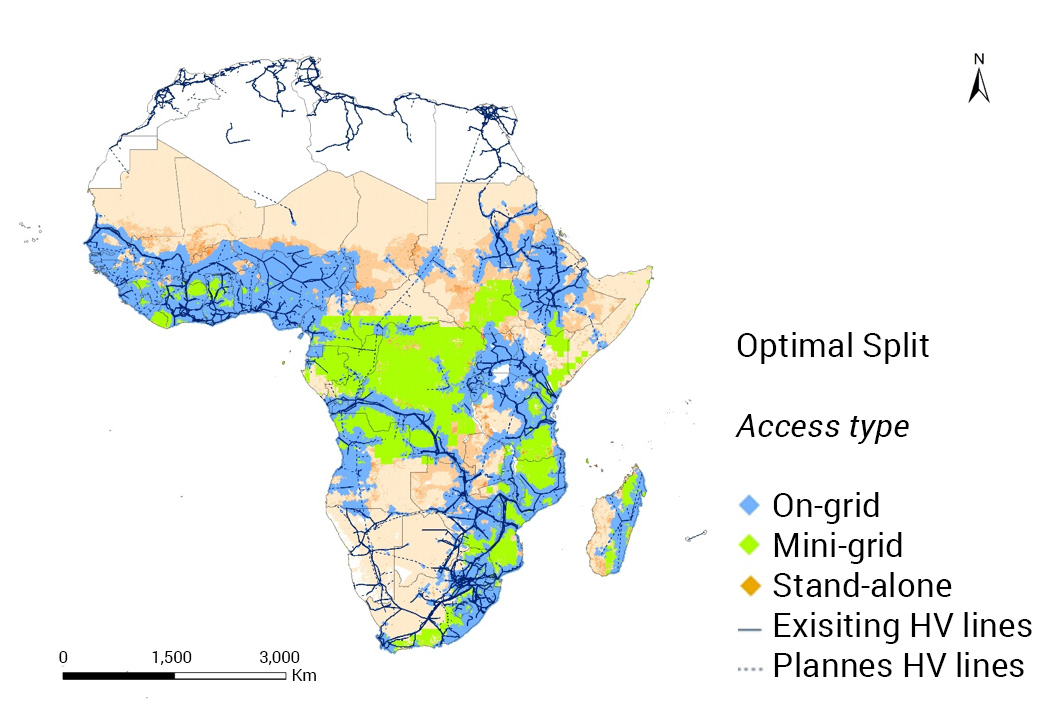 N
Optimal Split
Access type
On-grid
Mini-grid
Stand-alone
Exisiting HV lines
Plannes HV lines
0 1,500 3,000
Km